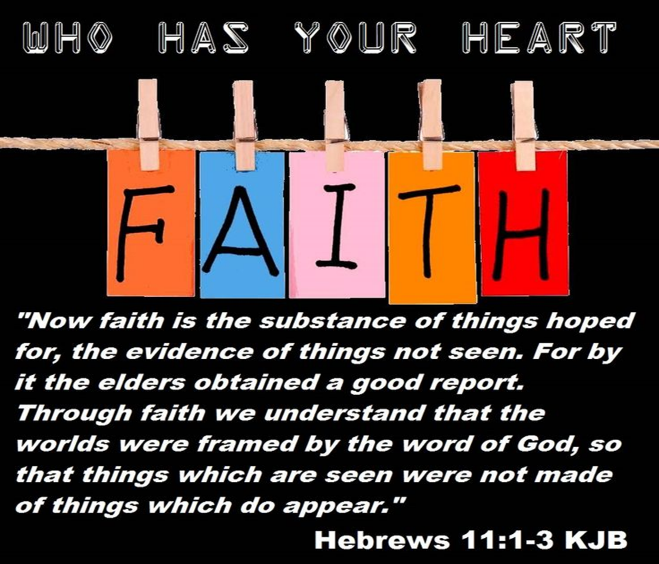 WHO HAS YOUR HEART
FAITH
"Now faith is the substance of things hoped
for, the evidence of things not seen. For by
it the elders obtained a good report.
Through faith we understand that the
worlds were framed by the word of God, so
that things which are seen were not made
of things which do appear."
Hebrews 11:1-3 KJB